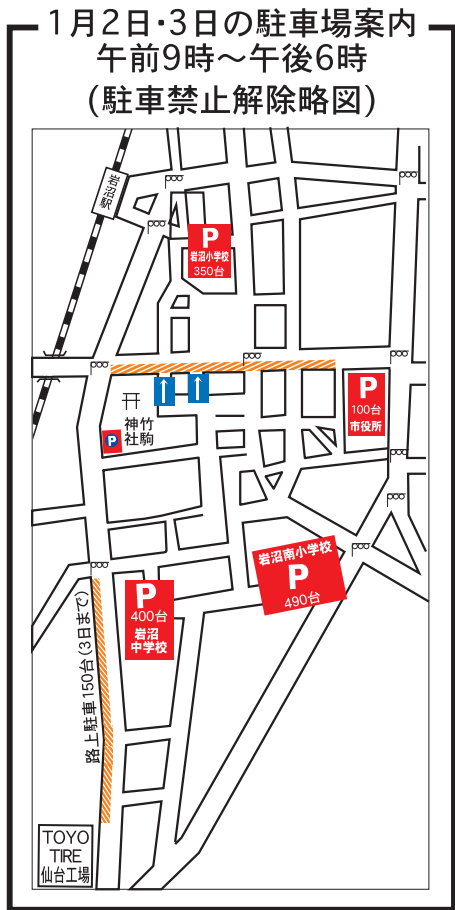 1月2日・3日の駐車場案内
午前9時～午後6時
(駐車禁止解除略図)
岩沼駅
P
岩沼小学校
350台
P
100台
市役所
竹駒
神社
P
岩沼南小学校
P
490台
P
400台
岩沼
中学校
路上駐車150台(3日まで)
TOYO
TIRE
仙台工場